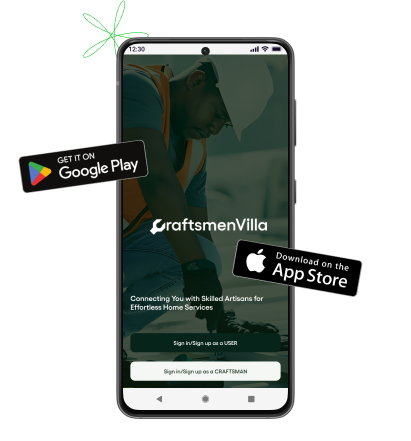 12:30
GET IT ON
Google Play
CraftsmenVilla
Download on the
App Store
Connecting You with Skilled Artisans for
Effortless Home Services
Sign in/Sign up as a USER
Sign in/Sign up as a CRAFTSMAN